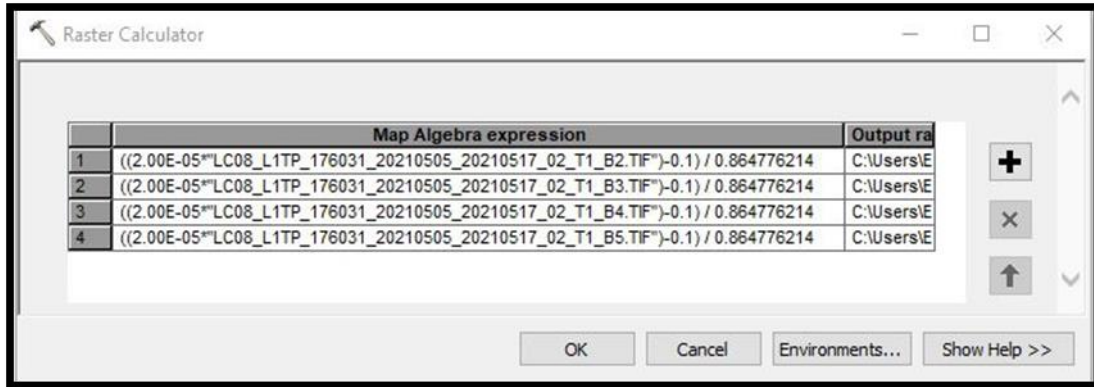 Raster Calculator
Map Algebra expression Output ra
1 ((2.00E-05*"LC08_L1TP_176031_20210505_20210517_02_T1_B2.TIF")-0.1) / 0.864776214 C:\Users\E
2 ((2.00E-05*"LC08_L1TP_176031_20210505_20210517_02_T1_B3.TIF")-0.1) / 0.864776214 C:\Users\E
3 ((2.00E-05*"LC08_L1TP_176031_20210505_20210517_02_T1_B4.TIF")-0.1) / 0.864776214 C:\Users\E
4 ((2.00E-05*"LC08_L1TP_176031_20210505_20210517_02_T1_B5.TIF")-0.1) / 0.864776214 C:\Users\E
OK Cancel Environments... Show Help >>